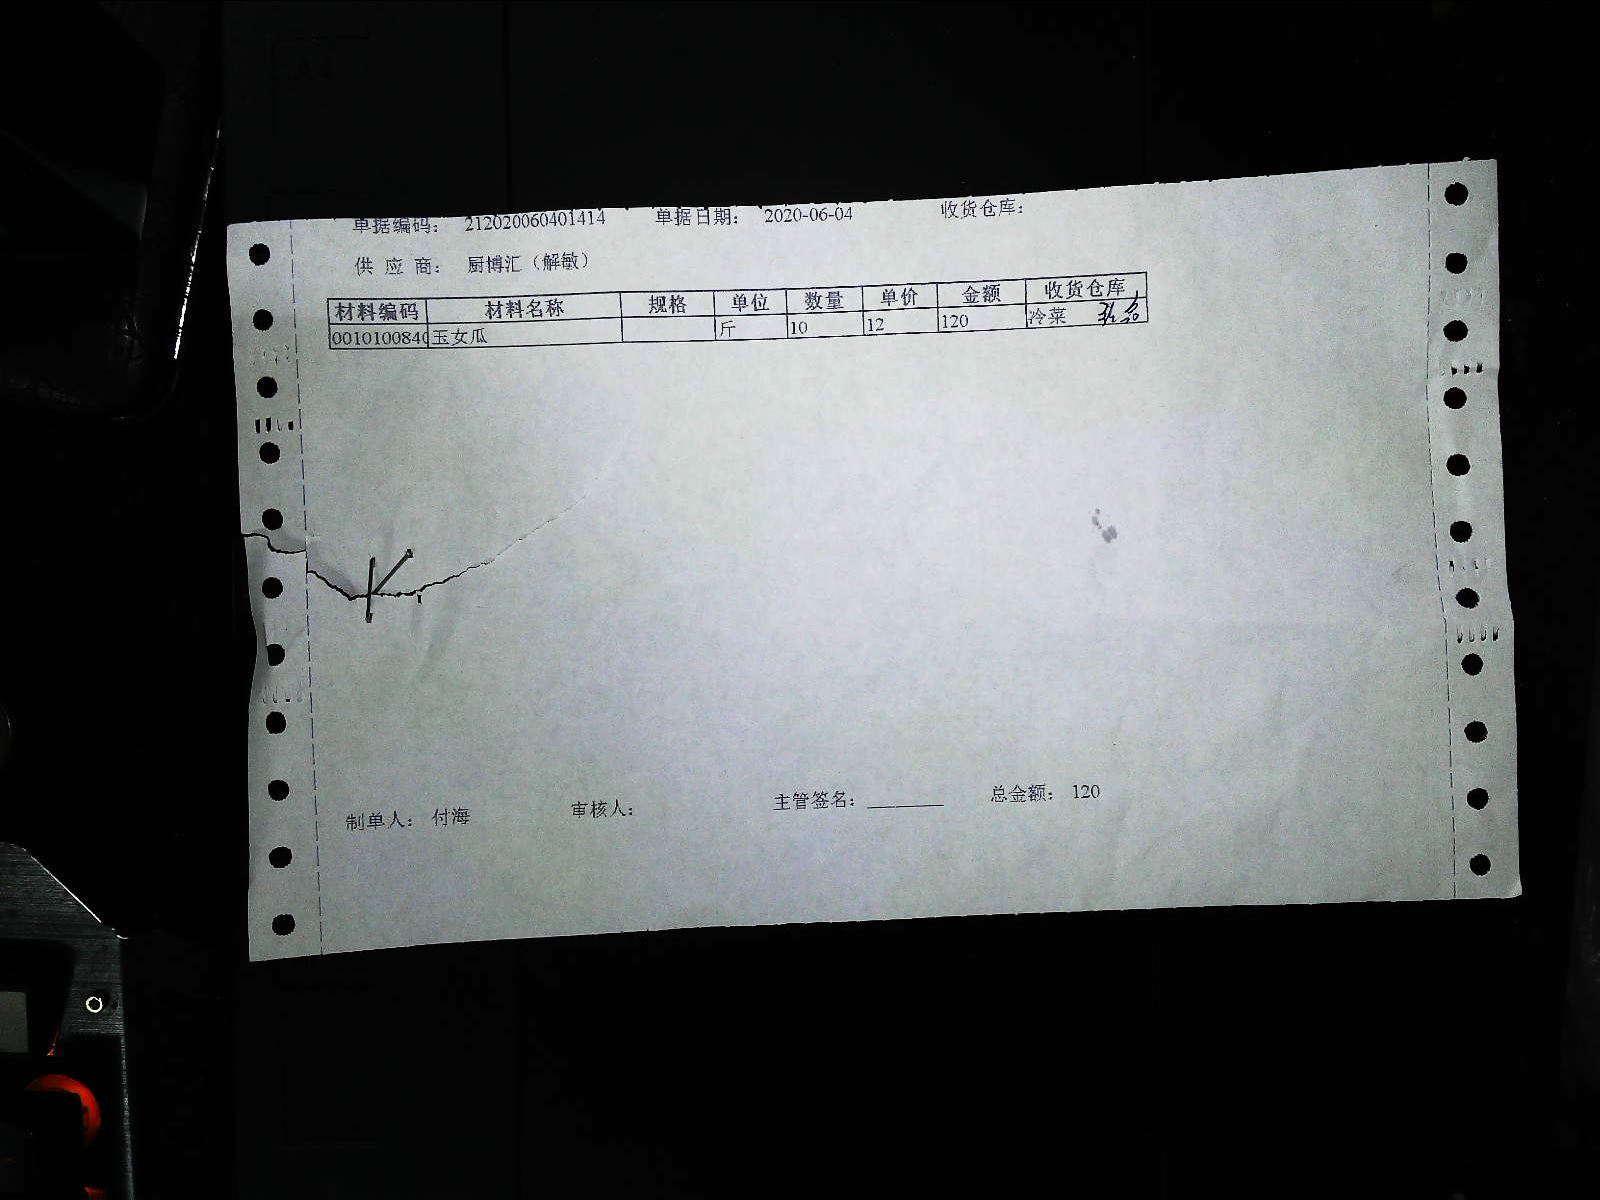 单据编码： 212020060401414 单据日期： 2020-06-04 收货仓库：
供 应 商： 厨博汇（解敏）
材料编码 材料名称 规格 单位 数量 单价 金额 收货仓库
0010100840 玉女瓜 斤 10 12 120 冷菜
制单人： 付海 审核人： 主管签名：________ 总金额： 120